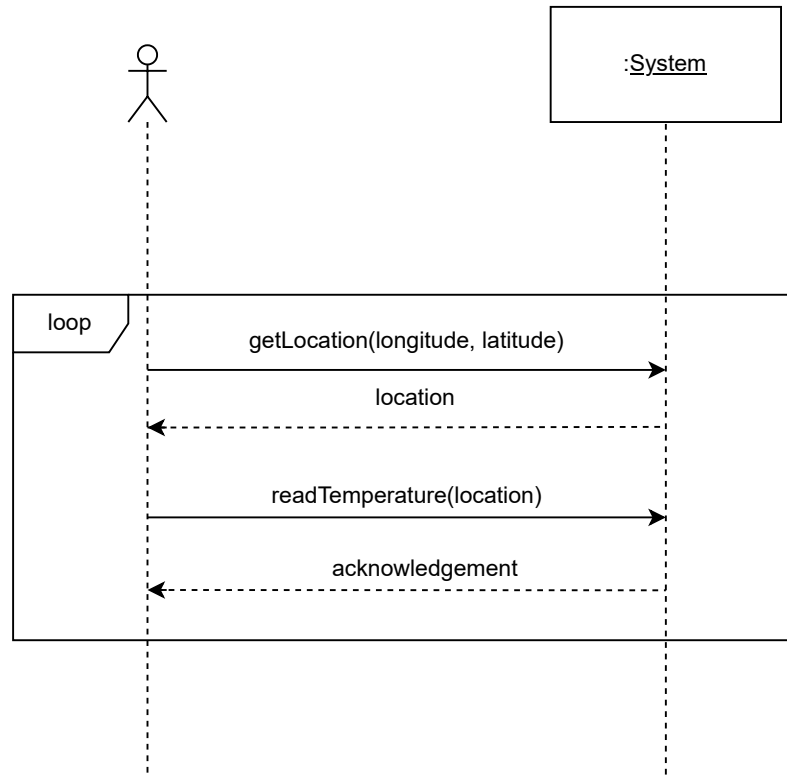 :System
loop
getLocation(longitude, latitude)
location
readTemperature(location)
acknowledgement